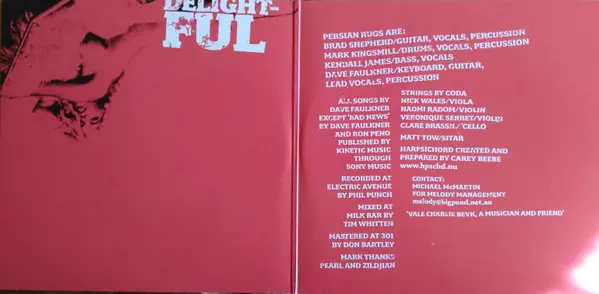 DELIGHT-
FUL
PERSIAN RUGS ARE:
BRAD SHEPHERD/GUITAR, VOCALS, PERCUSSION
MARK KINGSMILL/DRUMS, VOCALS, PERCUSSION
KENDALL JAMES/BASS, VOCALS
DAVE FAULKNER/KEYBOARD, GUITAR,
LEAD VOCALS, PERCUSSION
ALL SONGS BY
DAVE FAULKNER
EXCEPT 'BAD NEWS'
BY DAVE FAULKNER
AND RON PENO
PUBLISHED BY
KINETIC MUSIC
THROUGH
SONY MUSIC
RECORDED AT
ELECTRIC AVENUE
BY PHIL PUNCH
MIXED AT
MILK BAR BY
TIM WHITTEN
MASTERED AT 301
BY DON BARTLEY
MARK THANKS
PEARL AND ZILDJIAN
STRINGS BY CODA
NICK WALES/VIOLA
NAOMI RADOM/VIOLIN
VERONIQUE SERRET/VIOLIN
CLARE BRASSIL/'CELLO
MATT TOW/SITAR
HARPSICHORD CREATED AND
PREPARED BY CAREY BEEBE
www.hpschd.nu
CONTACT:
MICHAEL McMARTIN
FOR MELODY MANAGEMENT
melody@bigpond.net.au
'VALE CHARLIE BEVK, A MUSICIAN AND FRIEND'